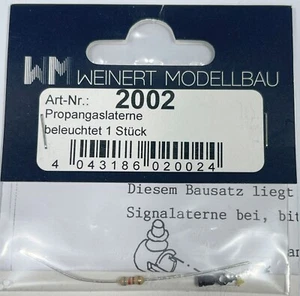 WM WEINERT MODELLBAU
Art-Nr.: 2002
Propangaslaterne
beleuchtet 1 Stück
4 043186 020024
Diesem Bausatz liegt
Signalaterne bei, bit